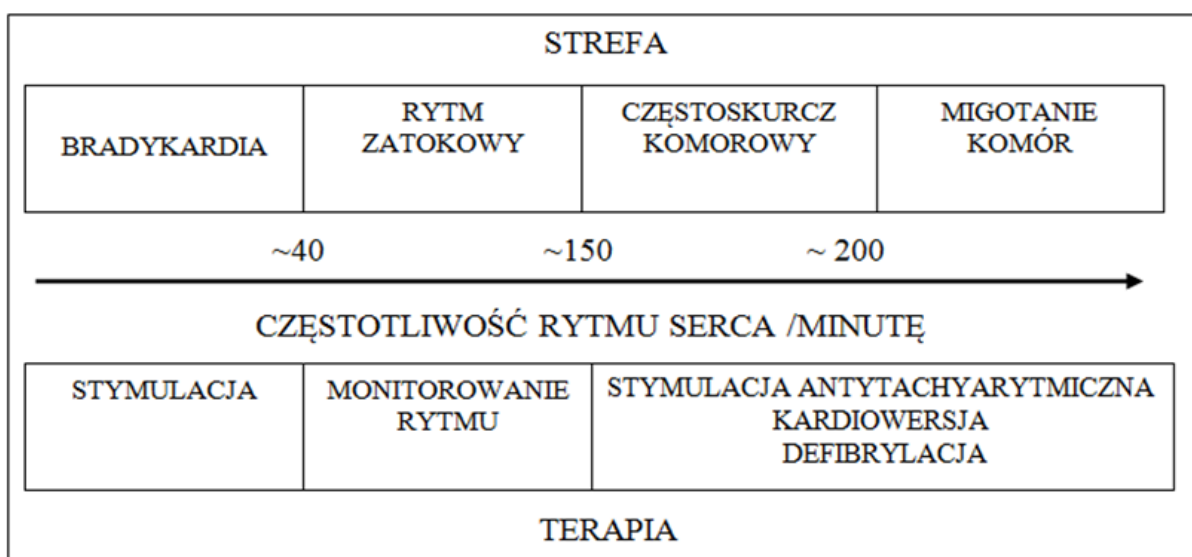 STREFA
BRADYKARDIA
RYTM
ZATOKOWY
CZĘSTOSKURCZ
KOMOROWY
MIGOTANIE
KOMÓR
~40
~150
~ 200
CZĘSTOTLIWOŚĆ RYTMU SERCA /MINUTĘ
STYMULACJA
MONITOROWANIE
RYTMU
STYMULACJA ANTYTACHYARYTMICZNA
KARDIOWERSJA
DEFIBRYLACJA
TERAPIA